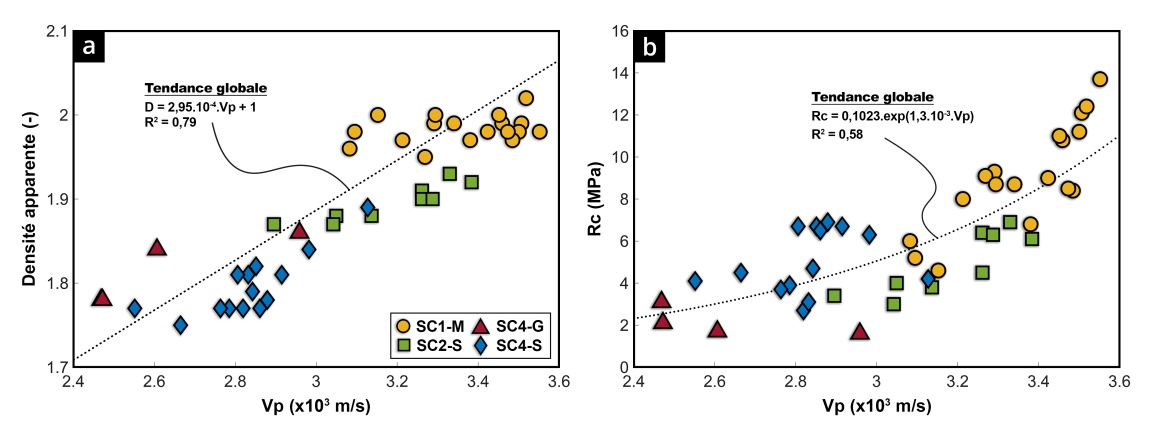 a
2.1
2
1.9
1.8
1.7
Densité apparente (-)
Tendance globale
D = 2,95.10⁻⁴.Vp + 1
R² = 0,79
SC1-M
SC4-G
SC2-S
SC4-S
2.4 2.6 2.8 3 3.2 3.4 3.6
Vp (x10³ m/s)
b
16
14
12
10
8
6
4
2
0
Rc (MPa)
Tendance globale
Rc = 0,1023.exp(1,3.10⁻³.Vp)
R² = 0,58
2.4 2.6 2.8 3 3.2 3.4 3.6
Vp (x10³ m/s)